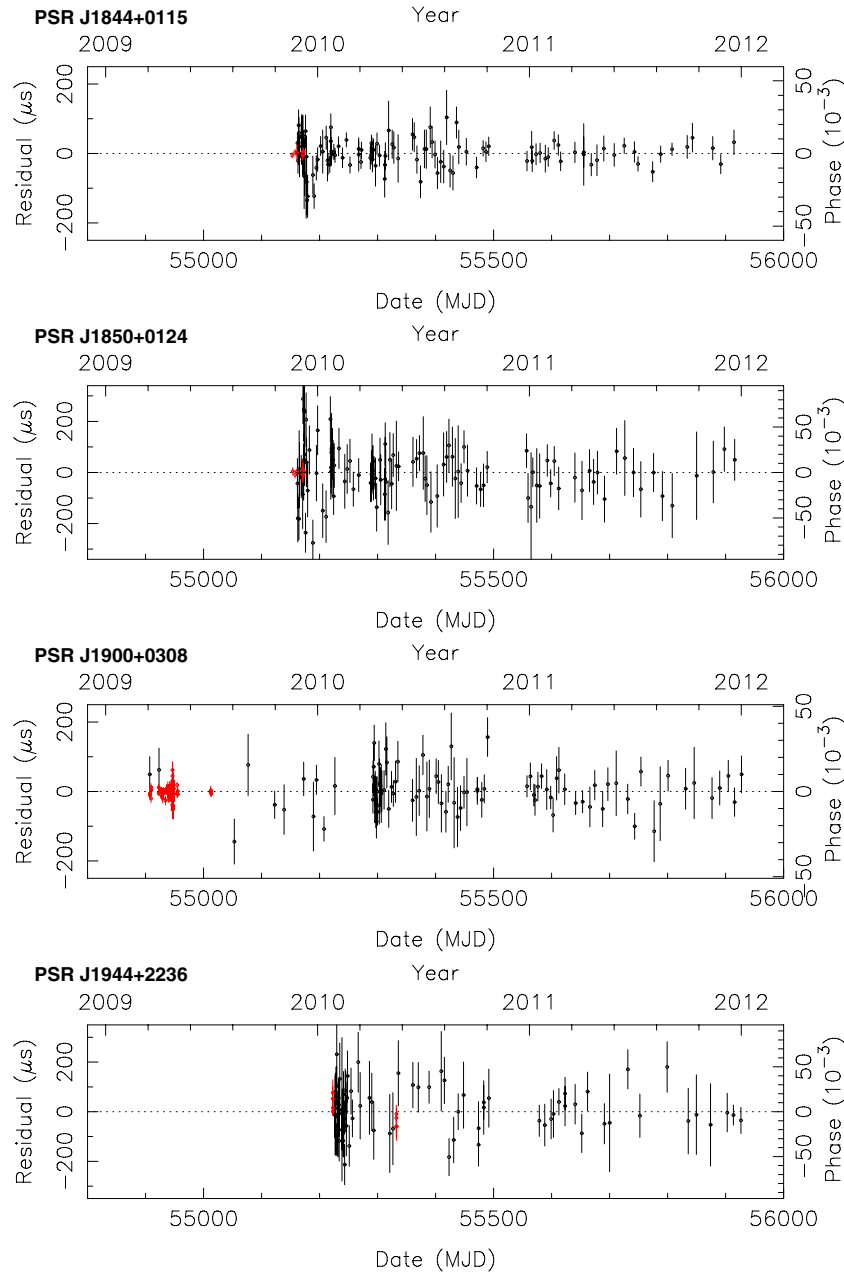 PSR J1844+0115
Year
2009 2010 2011 2012
Residual (μs)
200
0
−200
50
0
−50
Phase (10⁻³)
55000 55500 56000
Date (MJD)
PSR J1850+0124
Year
2009 2010 2011 2012
Residual (μs)
200
0
−200
50
0
−50
Phase (10⁻³)
55000 55500 56000
Date (MJD)
PSR J1900+0308
Year
2009 2010 2011 2012
Residual (μs)
200
0
−200
50
0
−50
Phase (10⁻³)
55000 55500 56000
Date (MJD)
PSR J1944+2236
Year
2009 2010 2011 2012
Residual (μs)
200
0
−200
50
0
−50
Phase (10⁻³)
55000 55500 56000
Date (MJD)